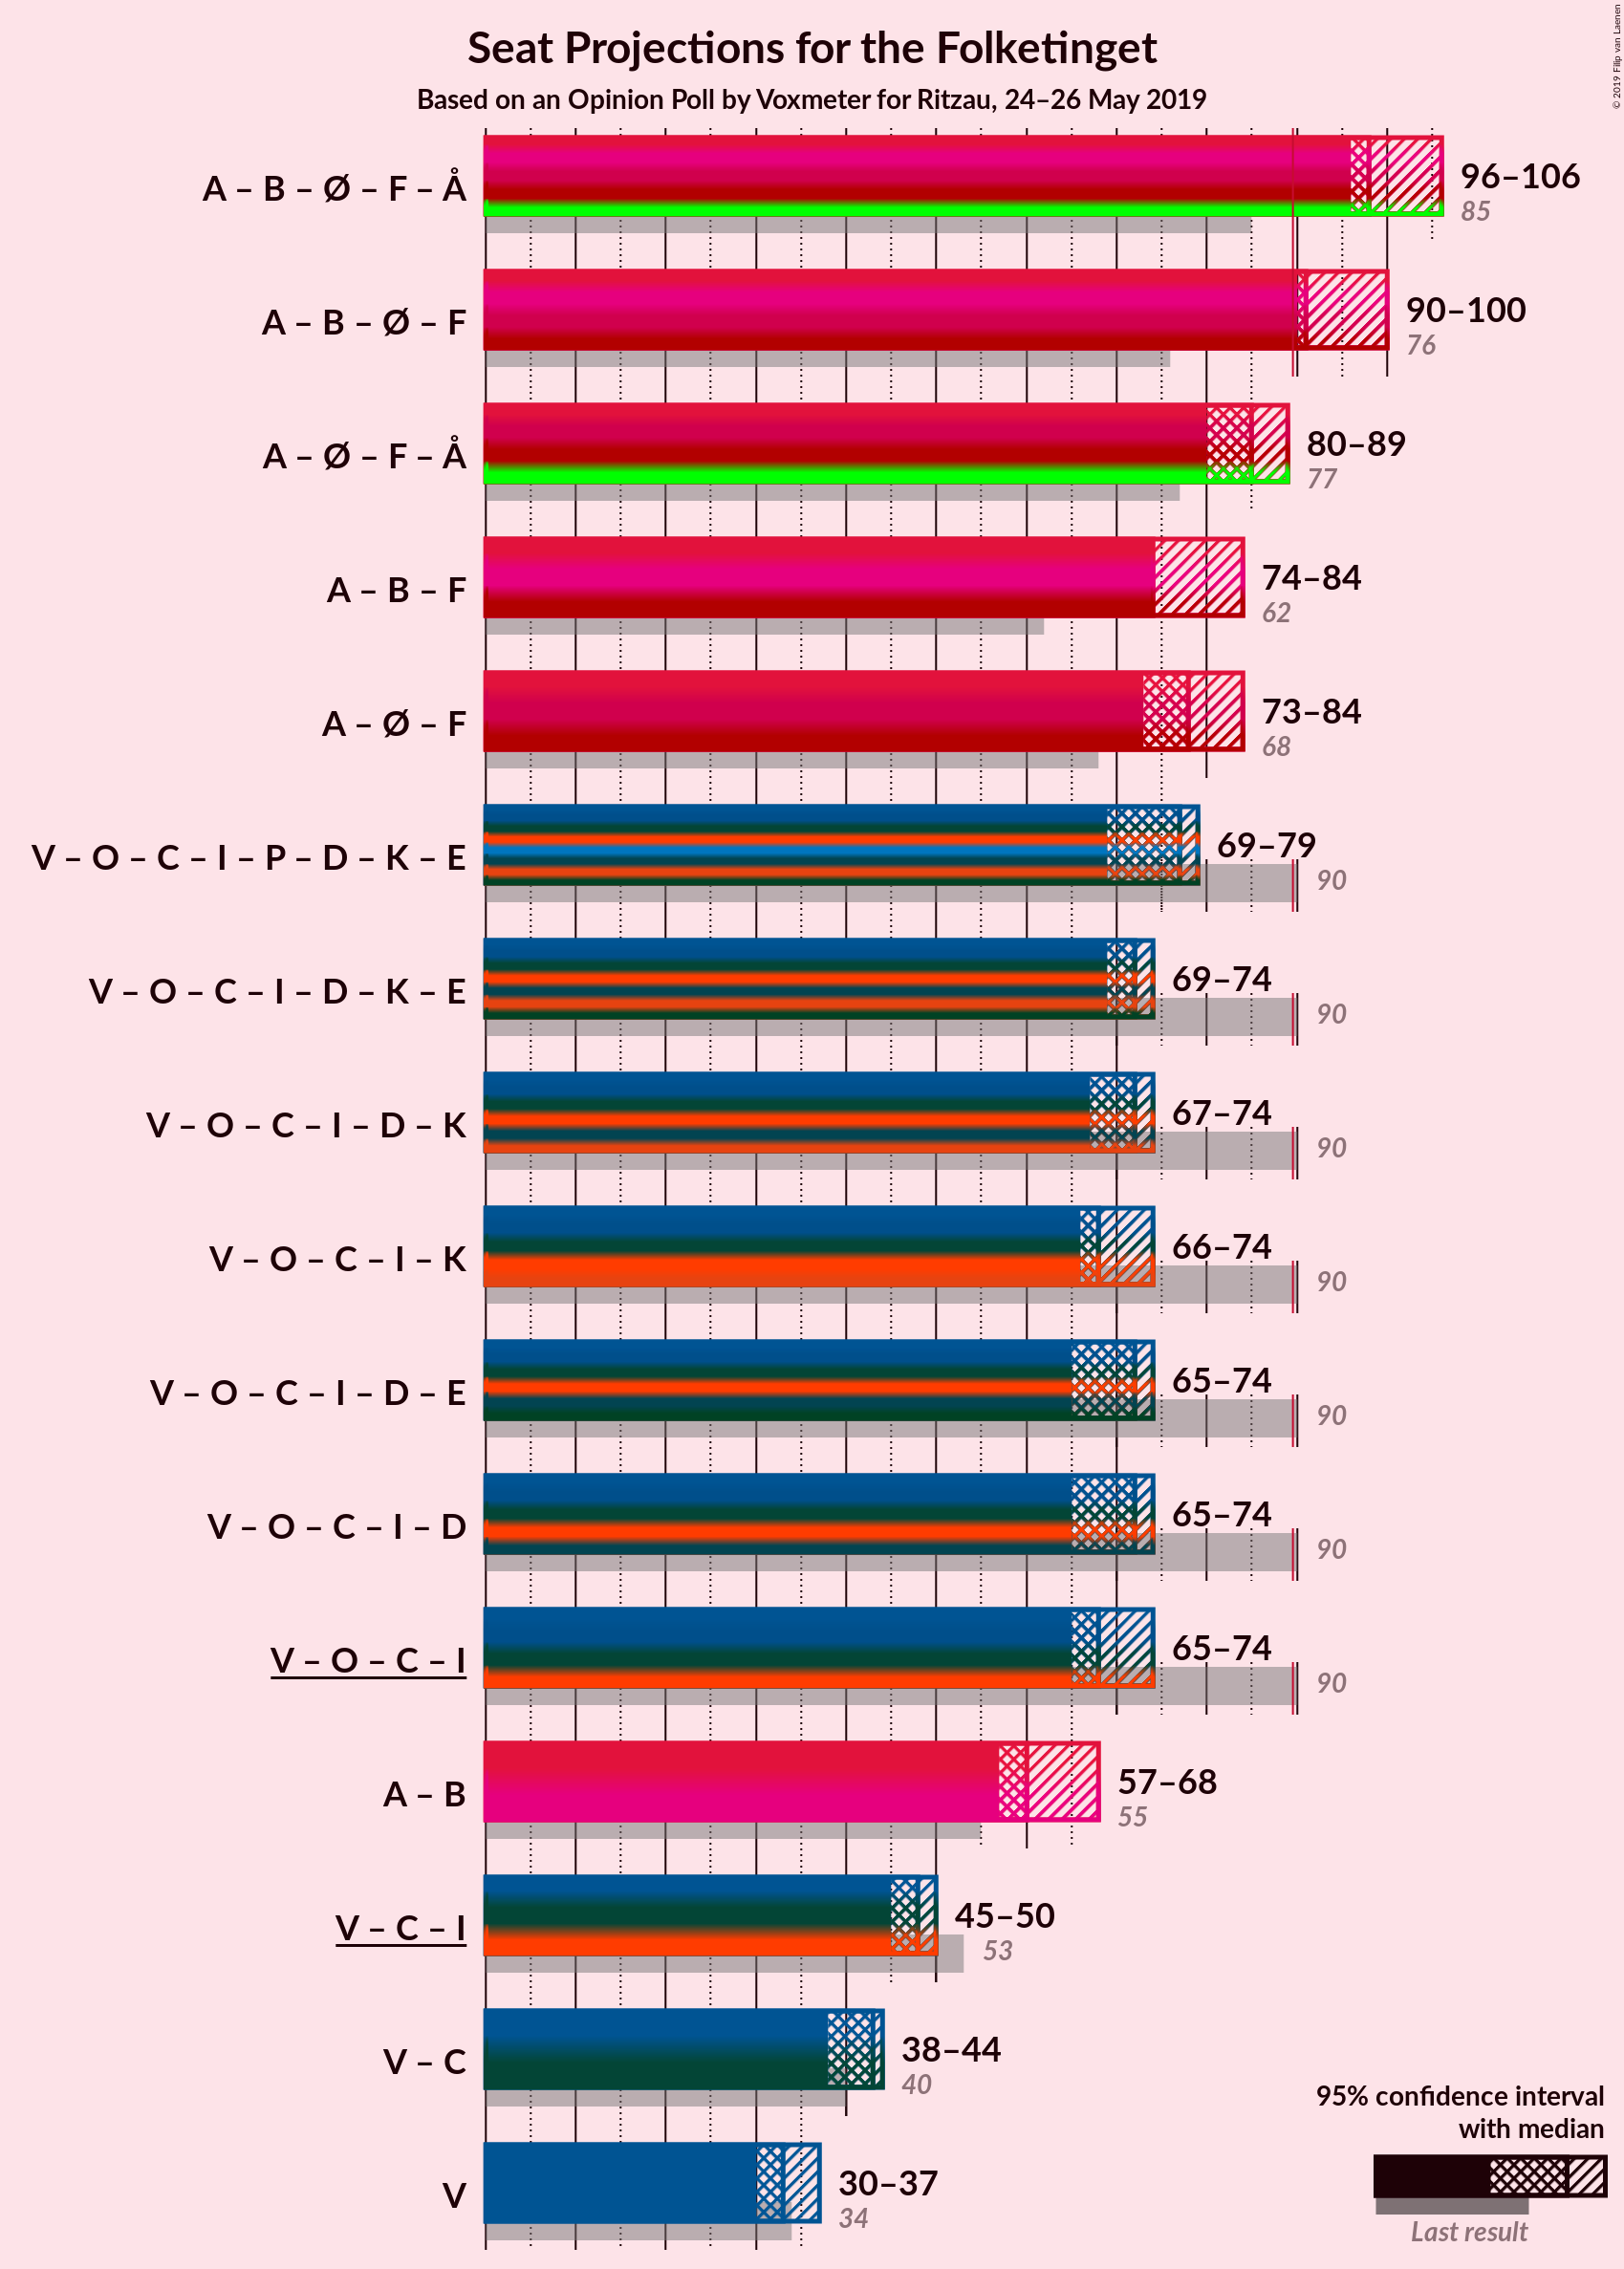 Seat Projections for the Folketinget
Based on an Opinion Poll by Voxmeter for Ritzau, 24–26 May 2019
© 2019 Filip van Laenen
A – B – Ø – F – Å
96–106
85
A – B – Ø – F
90–100
76
A – Ø – F – Å
80–89
77
A – B – F
74–84
62
A – Ø – F
73–84
68
V – O – C – I – P – D – K – E
69–79
90
V – O – C – I – D – K – E
69–74
90
V – O – C – I – D – K
67–74
90
V – O – C – I – K
66–74
90
V – O – C – I – D – E
65–74
90
V – O – C – I – D
65–74
90
V – O – C – I
65–74
90
A – B
57–68
55
V – C – I
45–50
53
V – C
38–44
40
V
30–37
34
95% confidence interval
with median
Last result